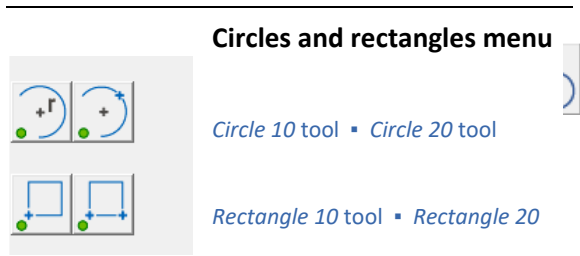 Circles and rectangles menu
r
Circle 10 tool ▪ Circle 20 tool
Rectangle 10 tool ▪ Rectangle 20